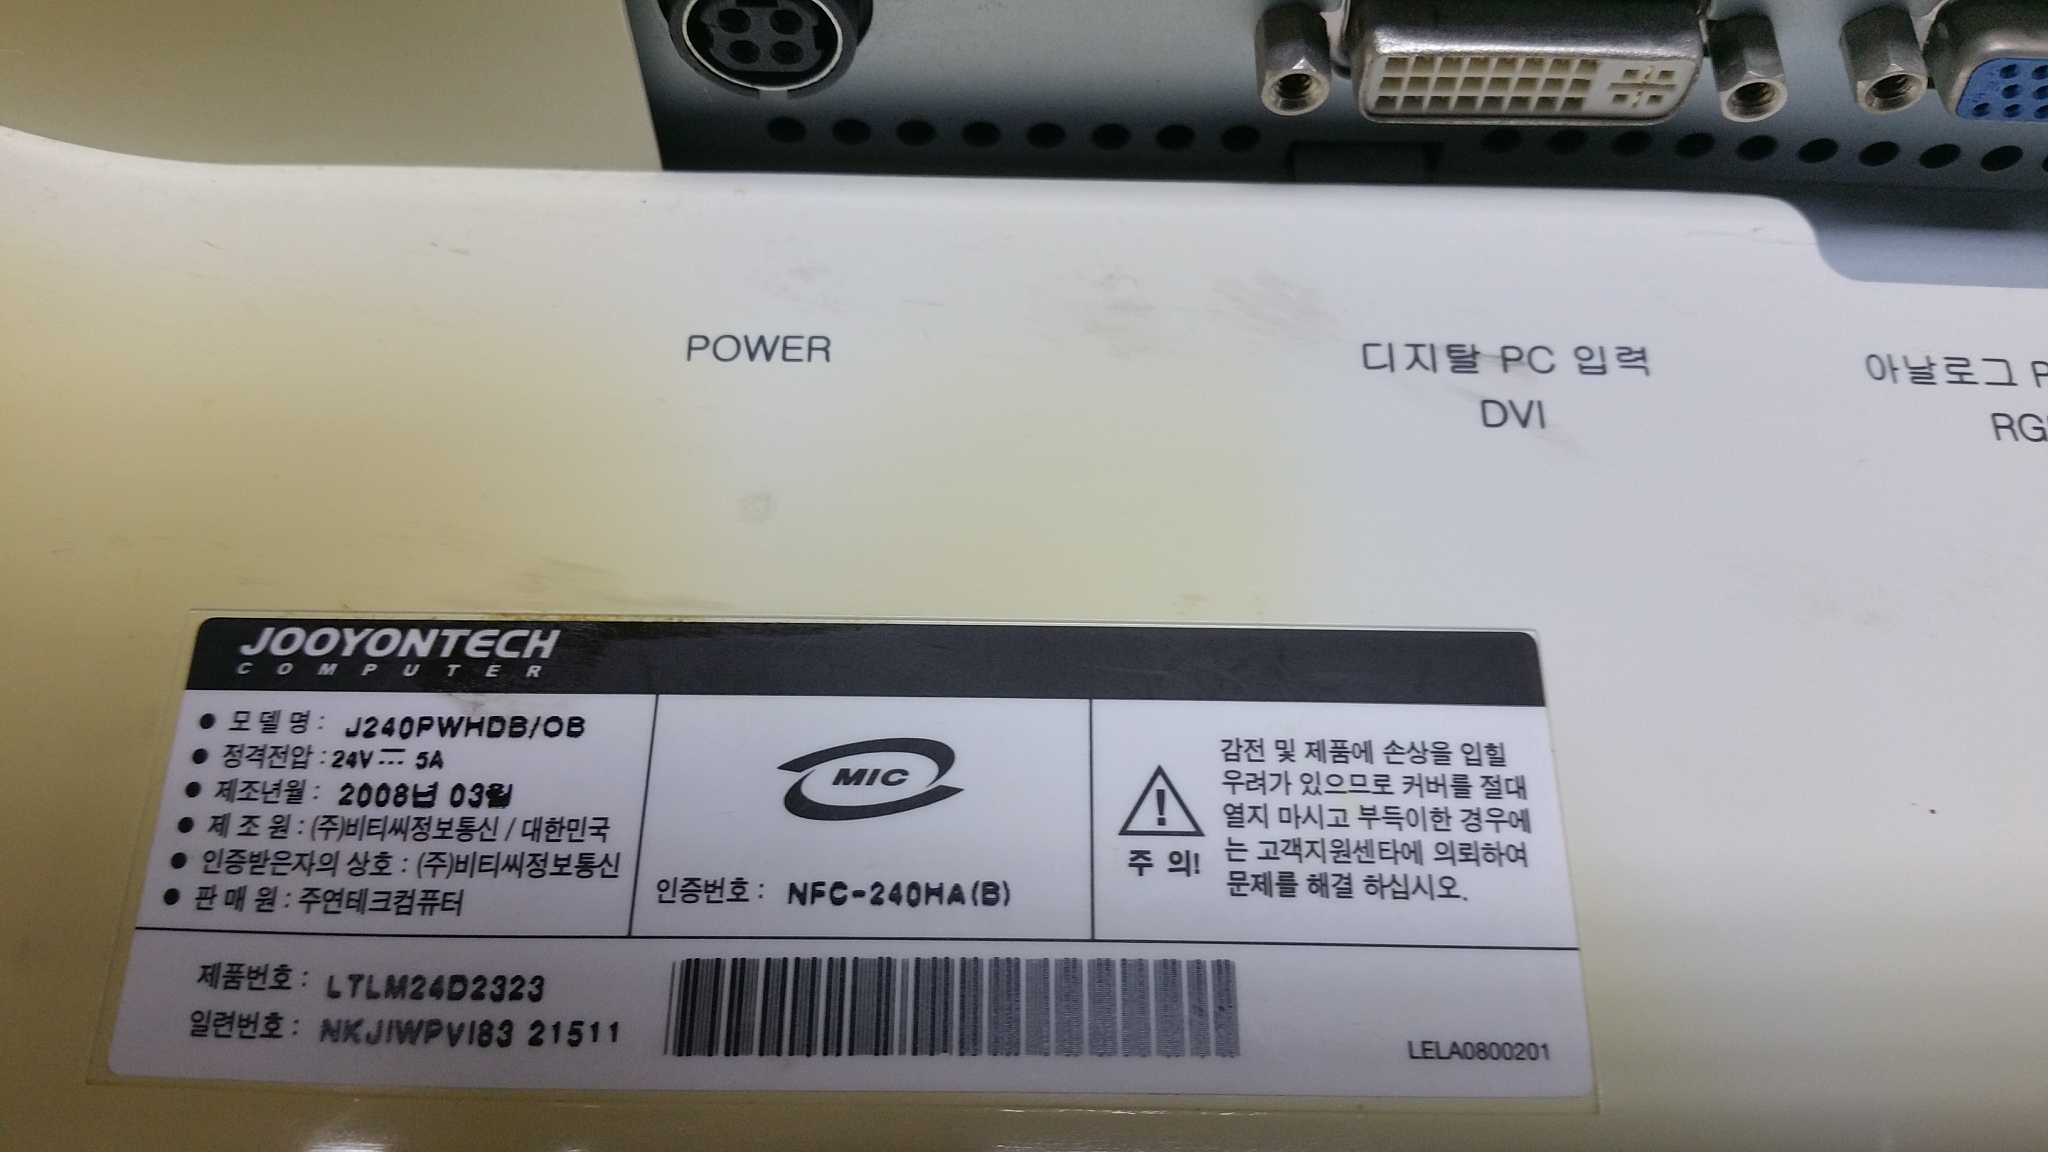 POWER
디지탈 PC 입력
DVI
아날로그 P
RG
JOOYONTECH
COMPUTER
● 모 델 명 : J240PWHDB/OB
● 정격전압 : 24V⎓ 5A
● 제조년월 : 2008년 03월
● 제 조 원 : (주)비티씨정보통신 / 대한민국
● 인증받은자의 상호 : (주)비티씨정보통신
● 판 매 원 : 주연테크컴퓨터
MIC
인증번호 : NFC-240HA(B)
주 의!
감전 및 제품에 손상을 입힐
우려가 있으므로 커버를 절대
열지 마시고 부득이한 경우에
는 고객지원센타에 의뢰하여
문제를 해결 하십시오.
제품번호 : LTLM24D2323
일련번호 : NKJIWPVI83 21511
LELA0800201